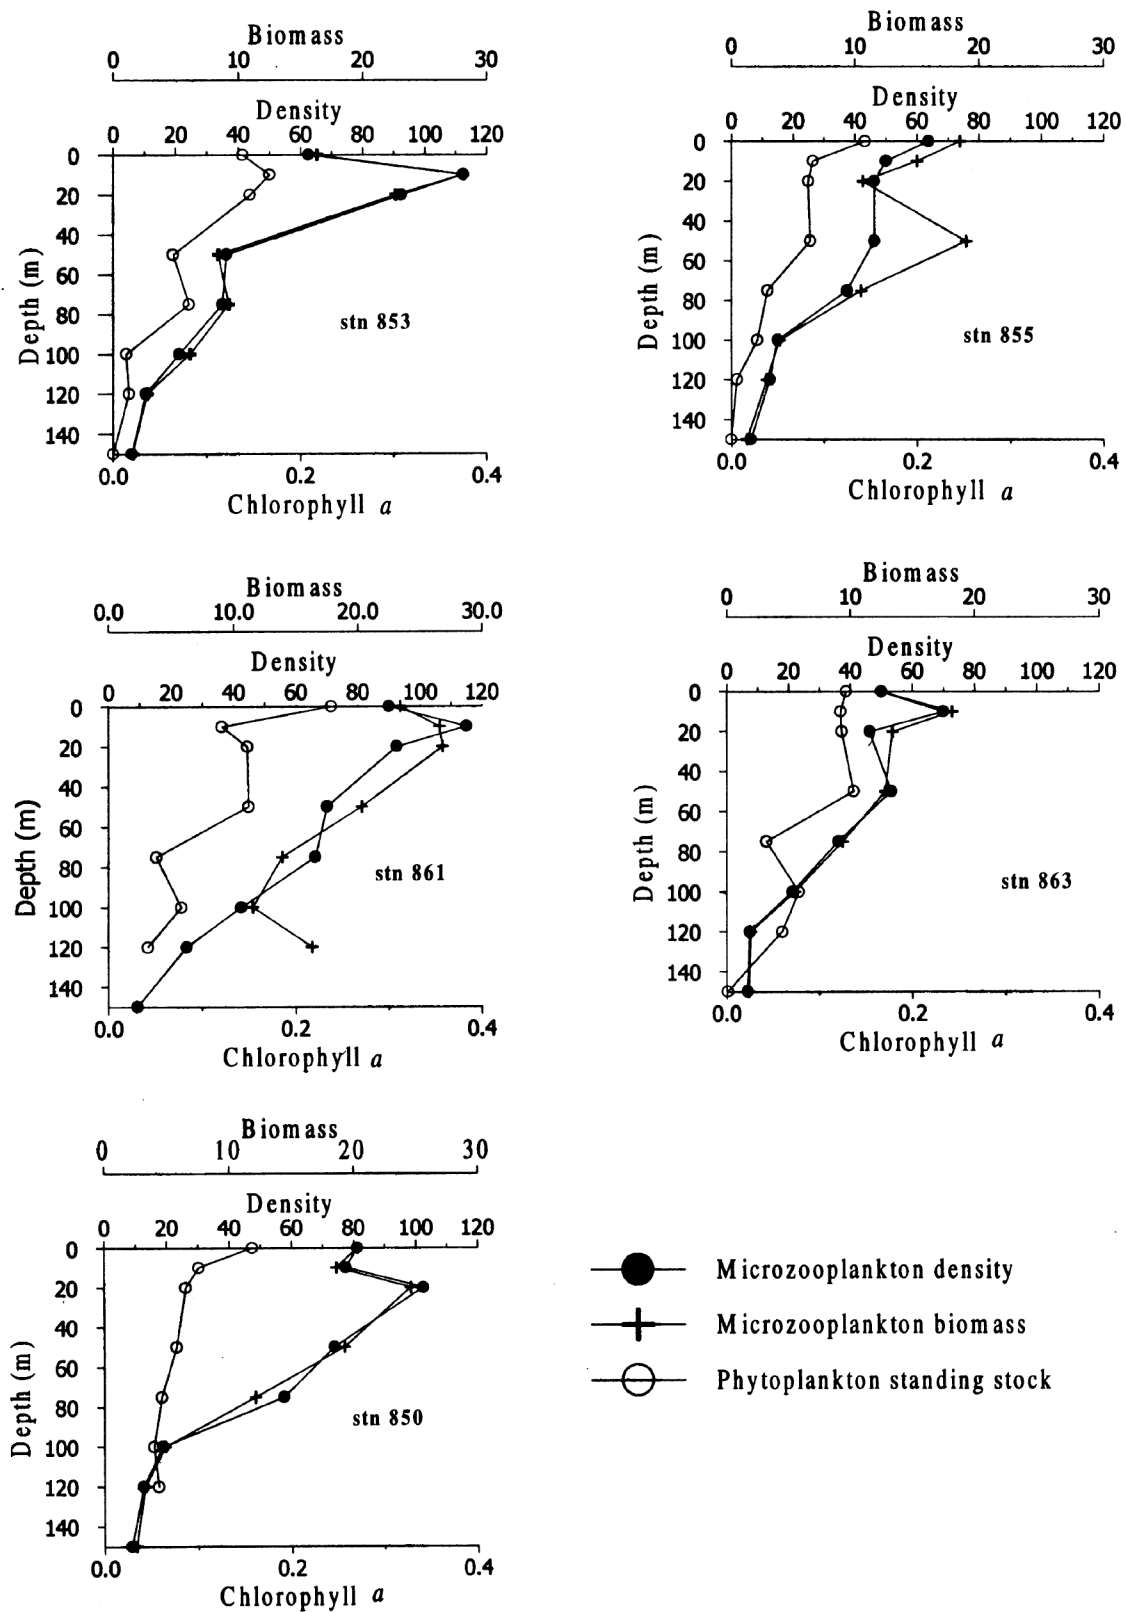 Biomass
0 10 20 30
Density
0 20 40 60 80 100 120
0
20
40
60
80
100
120
140
Depth (m)
stn 853
0.0 0.2 0.4
Chlorophyll a
Biomass
0 10 20 30
Density
0 20 40 60 80 100 120
0
20
40
60
80
100
120
140
Depth (m)
stn 855
0.0 0.2 0.4
Chlorophyll a
Biomass
0.0 10.0 20.0 30.0
Density
0 20 40 60 80 100 120
0
20
40
60
80
100
120
140
Depth (m)
stn 861
0.0 0.2 0.4
Chlorophyll a
Biomass
0 10 20 30
Density
0 20 40 60 80 100 120
0
20
40
60
80
100
120
140
Depth (m)
stn 863
0.0 0.2 0.4
Chlorophyll a
Biomass
0 10 20 30
Density
0 20 40 60 80 100 120
0
20
40
60
80
100
120
140
Depth (m)
stn 850
0.0 0.2 0.4
Chlorophyll a
Microzooplankton density
Microzooplankton biomass
Phytoplankton standing stock